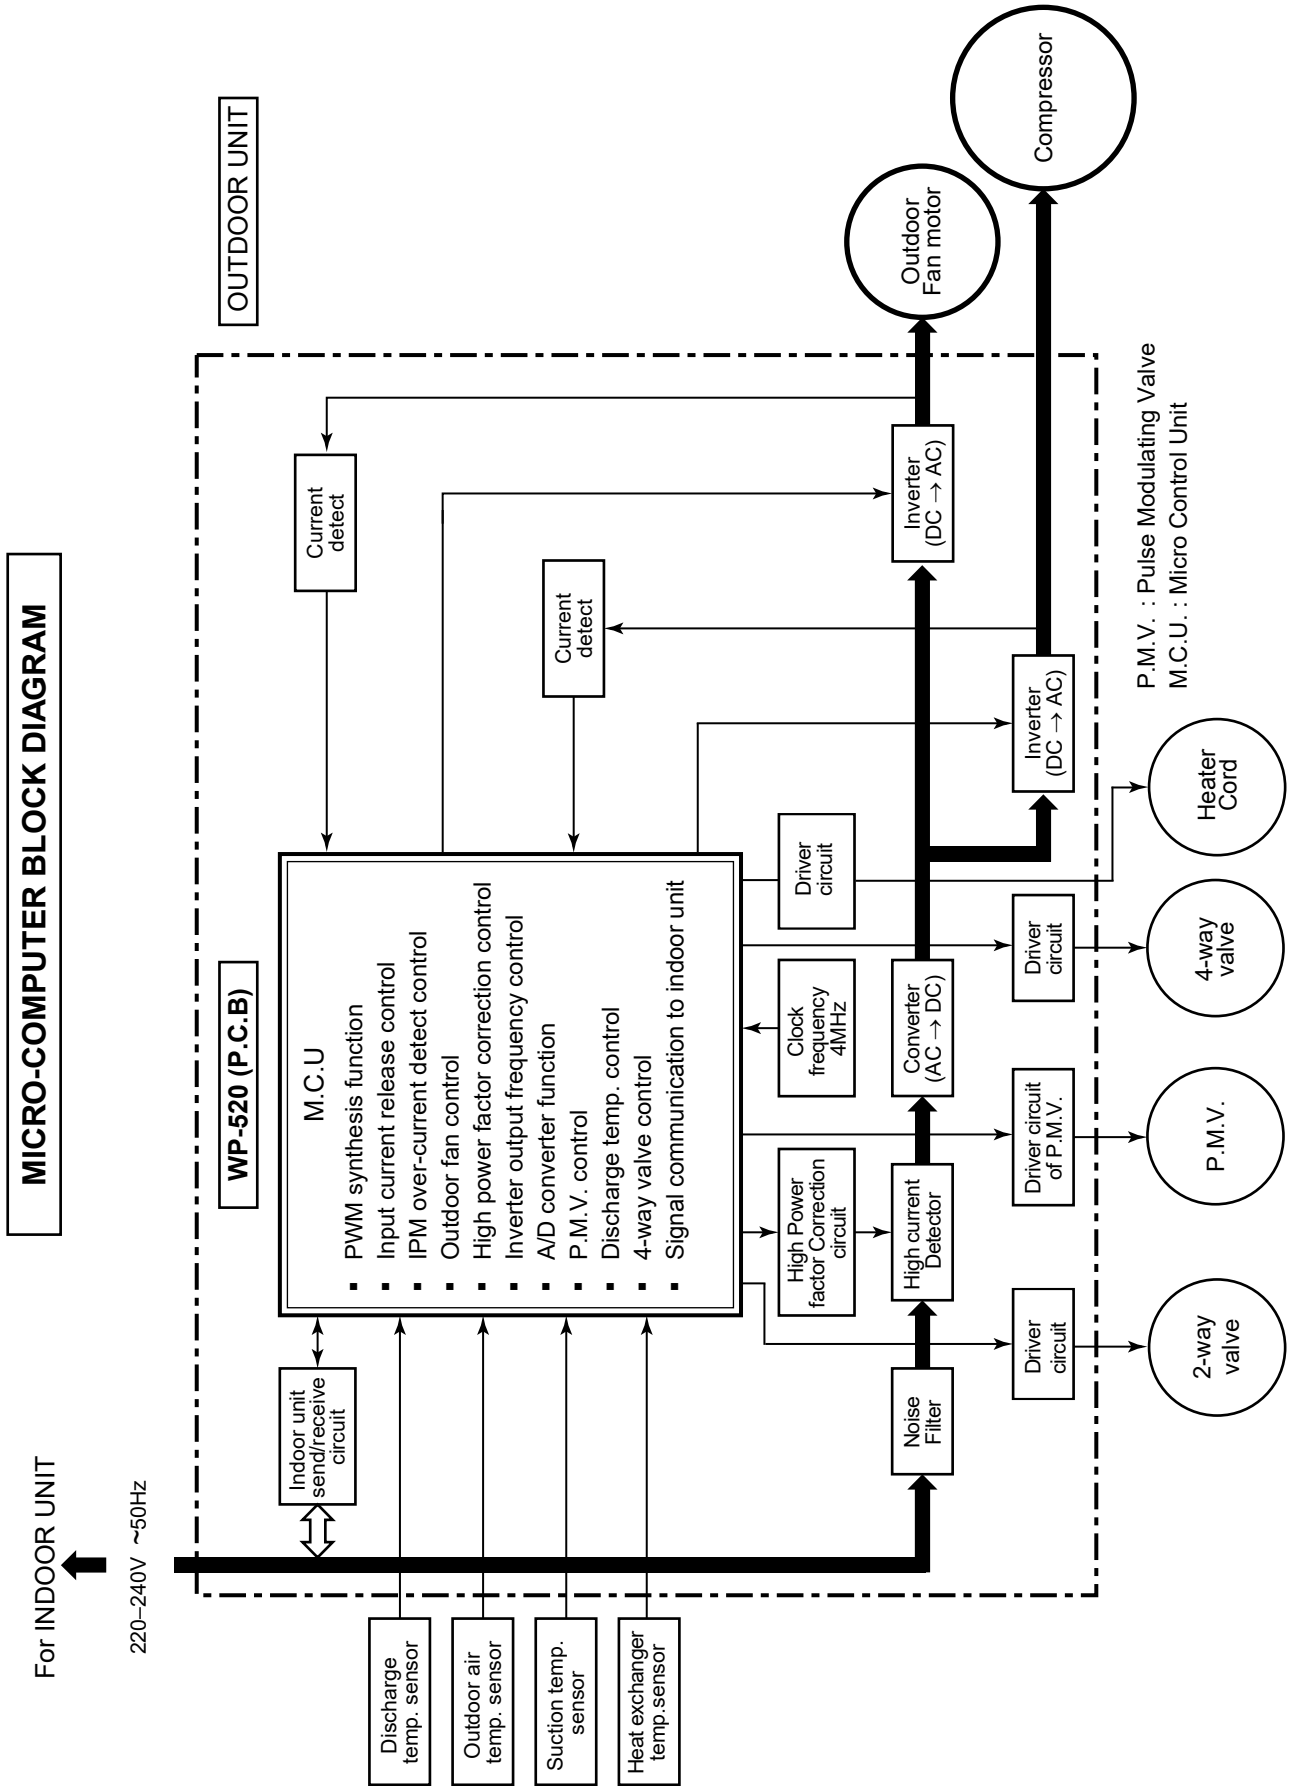 MICRO-COMPUTER BLOCK DIAGRAM
For INDOOR UNIT
220–240V ~50Hz
WP-520 (P.C.B)
OUTDOOR UNIT
Discharge
temp. sensor
Outdoor air
temp. sensor
Suction temp.
sensor
Heat exchanger
temp.sensor
Indoor unit
send/receive
circuit
M.C.U
▪ PWM synthesis function
▪ Input current release control
▪ IPM over-current detect control
▪ Outdoor fan control
▪ High power factor correction control
▪ Inverter output frequency control
▪ A/D converter function
▪ P.M.V. control
▪ Discharge temp. control
▪ 4-way valve control
▪ Signal communication to indoor unit
Current
detect
Current
detect
High Power
factor Correction
circuit
Clock
frequency
4MHz
Driver
circuit
Noise
Filter
High current
Detector
Converter
(AC → DC)
Inverter
(DC → AC)
Outdoor
Fan motor
Driver
circuit
Driver circuit
of P.M.V.
Driver
circuit
Inverter
(DC → AC)
Compressor
2-way
valve
P.M.V.
4-way
valve
Heater
Cord
P.M.V. : Pulse Modulating Valve
M.C.U. : Micro Control Unit